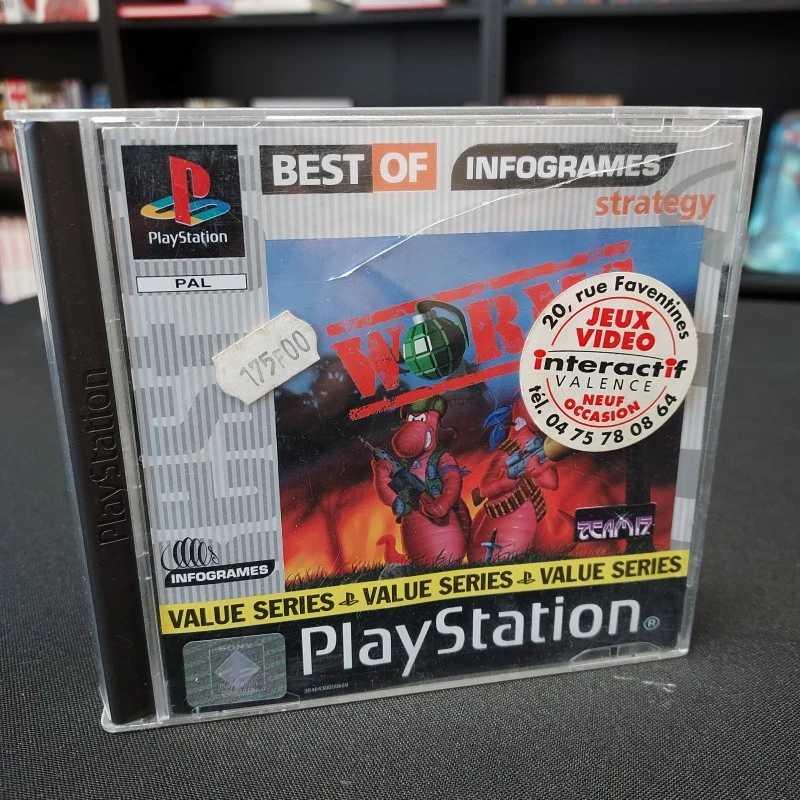 PlayStation
BEST OF INFOGRAMES
strategy
PlayStation
PAL
WORMS
175F00
20, rue Faventines
JEUX
VIDEO
interactif
VALENCE
NEUF
OCCASION
tél. 04 75 78 08 64
TEAM17
INFOGRAMES
VALUE SERIES VALUE SERIES VALUE SERIES
SONY
PlayStation®